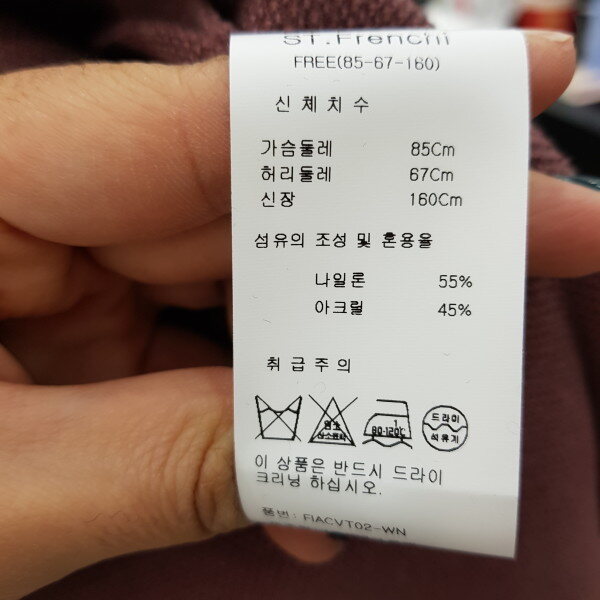 ST.Frenchi
FREE(85-67-160)
신 체 치 수
가슴둘레 85Cm
허리둘레 67Cm
신장 160Cm
섬유의 조성 및 혼용율
나일론 55%
아크릴 45%
취 급 주 의
염 소
산소표백
1
80-120℃
드라이
석유계
이 상품은 반드시 드라이
크리닝 하십시오.
품번 : FIACVT02-WN